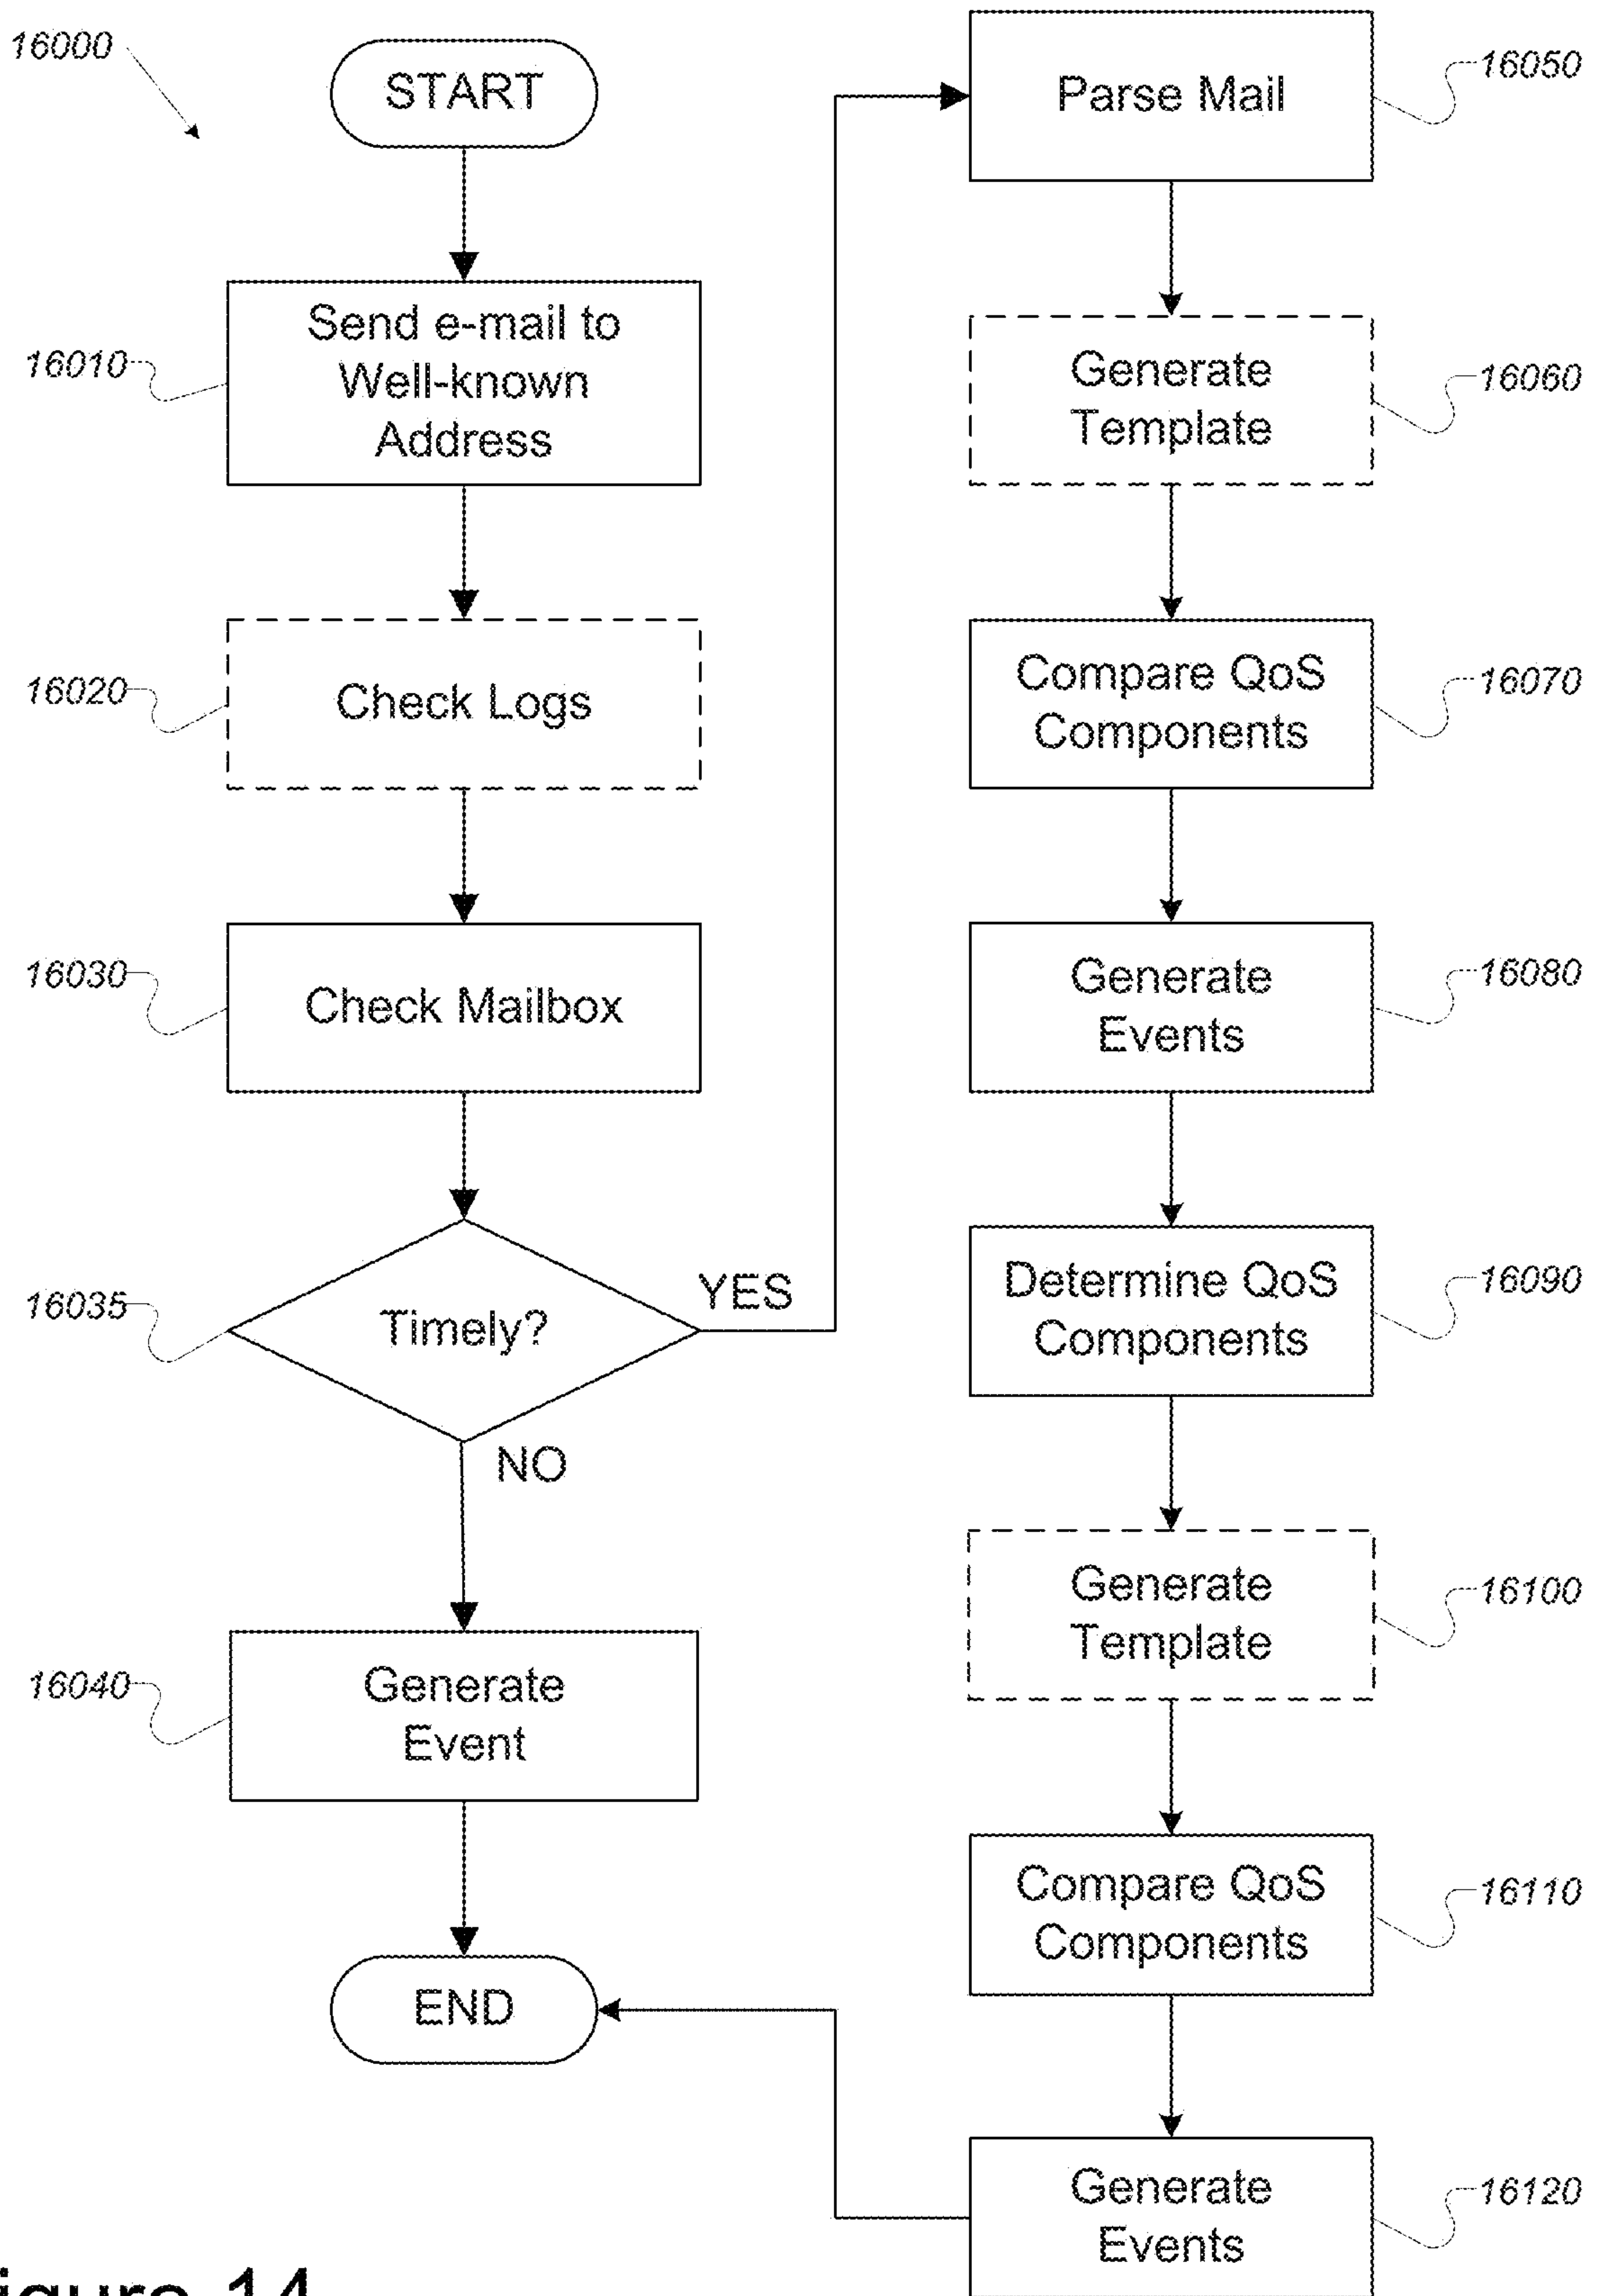 16000
START
16010
Send e-mail to
Well-known
Address
16020
Check Logs
16030
Check Mailbox
16035
Timely?
YES
NO
16040
Generate
Event
END
Parse Mail
16050
Generate
Template
16060
Compare QoS
Components
16070
Generate
Events
16080
Determine QoS
Components
16090
Generate
Template
16100
Compare QoS
Components
16110
Generate
Events
16120
igure 14